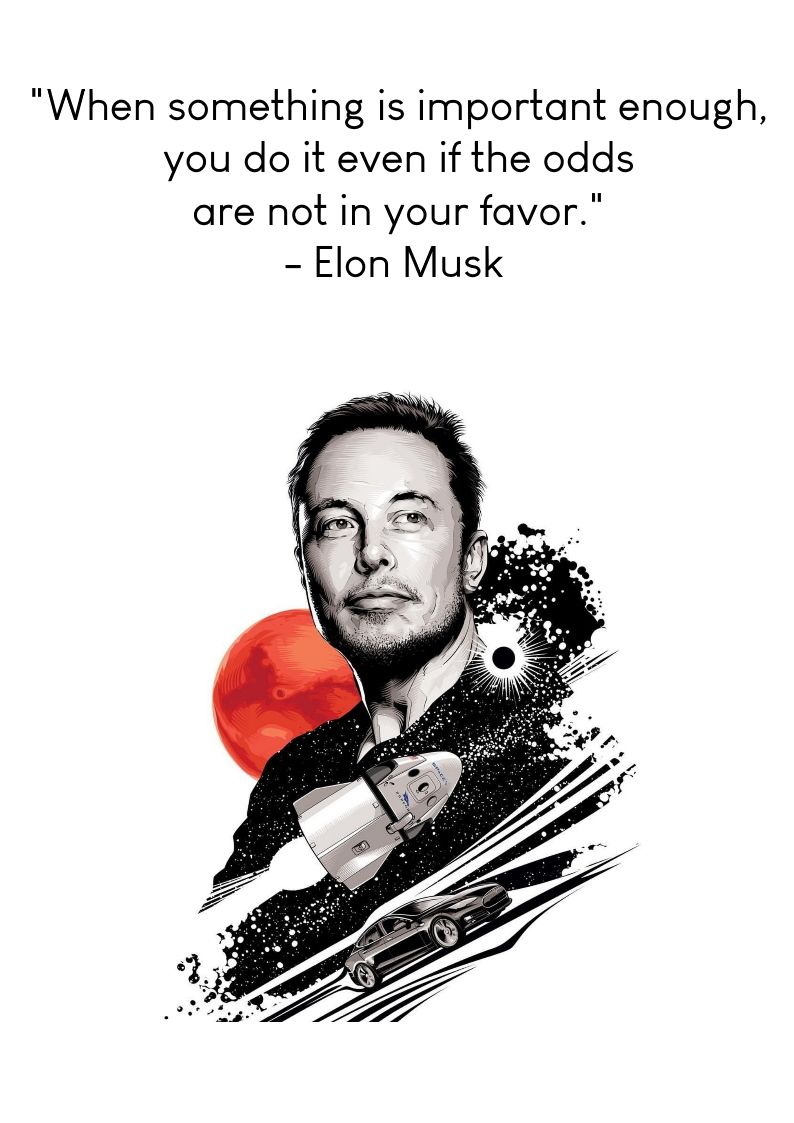 "When something is important enough,
you do it even if the odds
are not in your favor."
- Elon Musk
SPACEX